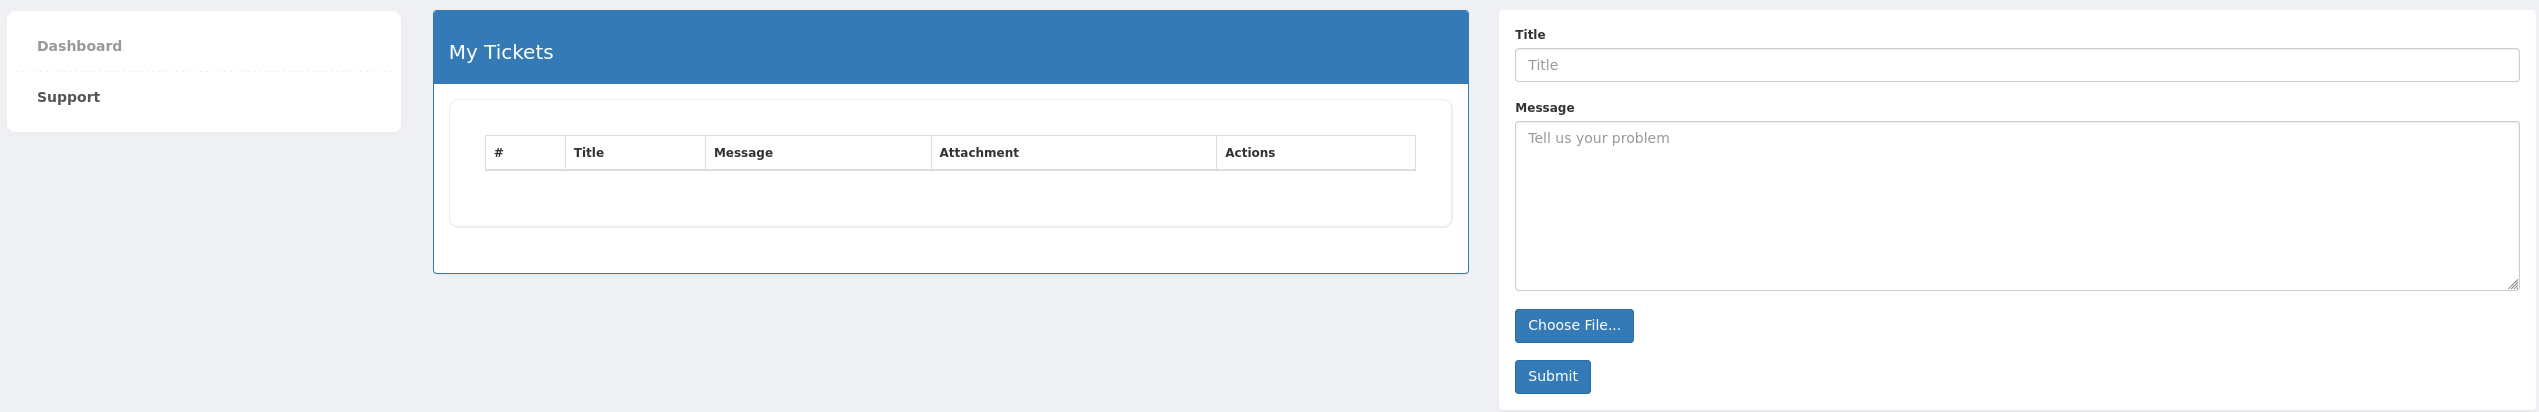 Dashboard
Support
My Tickets
# Title Message Attachment Actions
Title
Title
Message
Tell us your problem
Choose File...
Submit